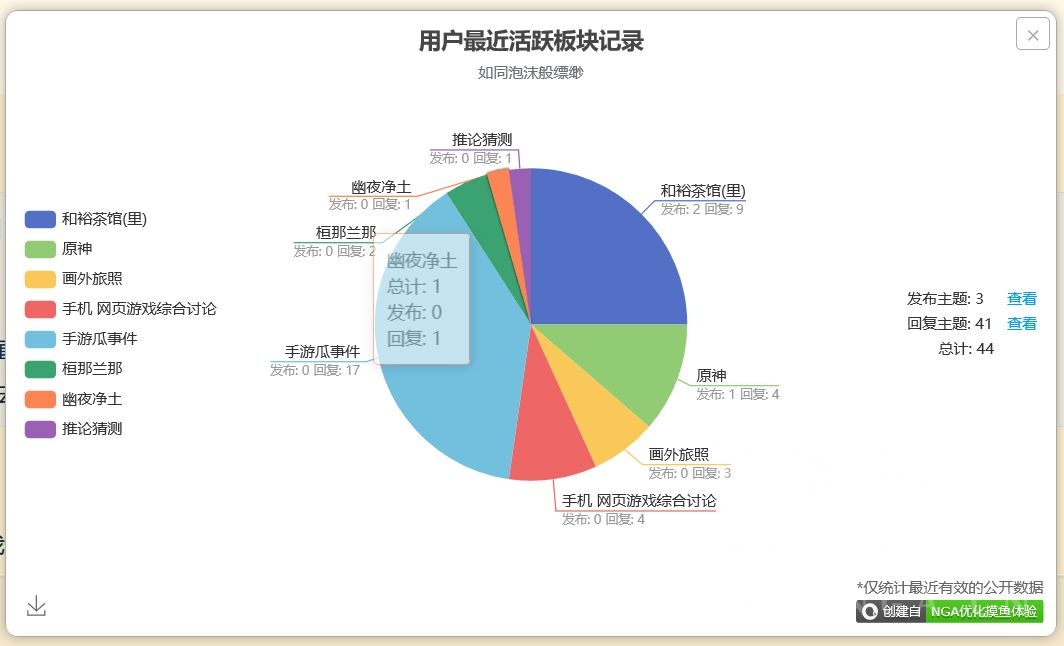 用户最近活跃板块记录
如同泡沫般缥缈
推论猜测
发布: 0 回复: 1
幽夜净土
发布: 0 回复: 1
桓那兰那
发布: 0 回复: 2
手游瓜事件
发布: 0 回复: 17
和裕茶馆(里)
发布: 2 回复: 9
原神
发布: 1 回复: 4
画外旅照
发布: 0 回复: 3
手机 网页游戏综合讨论
发布: 0 回复: 4
幽夜净土
总计: 1
发布: 0
回复: 1
和裕茶馆(里)
原神
画外旅照
手机 网页游戏综合讨论
手游瓜事件
桓那兰那
幽夜净土
推论猜测
发布主题: 3 查看
回复主题: 41 查看
总计: 44
*仅统计最近有效的公开数据
创建自 NGA优化摸鱼体验